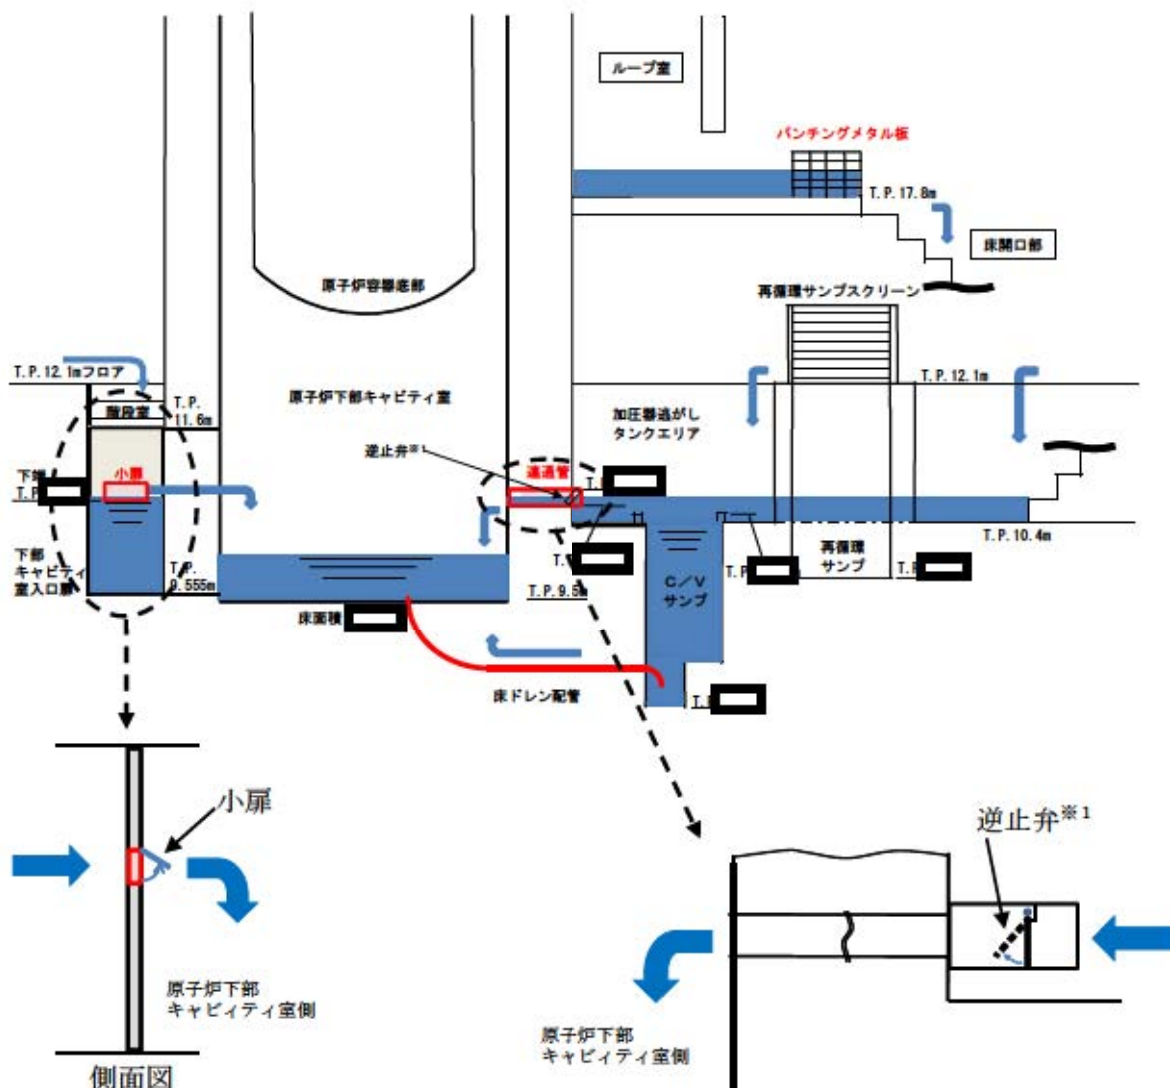 ループ室
パンチングメタル板
T.P.17.8m
床開口部
原子炉容器底部
再循環サンプスクリーン
T.P.12.1mフロア
T.P.12.1m
階段室
T.P.
11.6m
原子炉下部キャビティ室
加圧器逃がし
タンクエリア
逆止弁※1
連通管
小扉
下端
T.P
T.P.10.4m
下部
キャビティ
室入口扉
T.P.
9.555m
T.P.9.5m
C/V
サンプ
再循環
サンプ
床面積
床ドレン配管
小扉
原子炉下部
キャビィティ室側
側面図
逆止弁※1
原子炉下部
キャビィティ室側